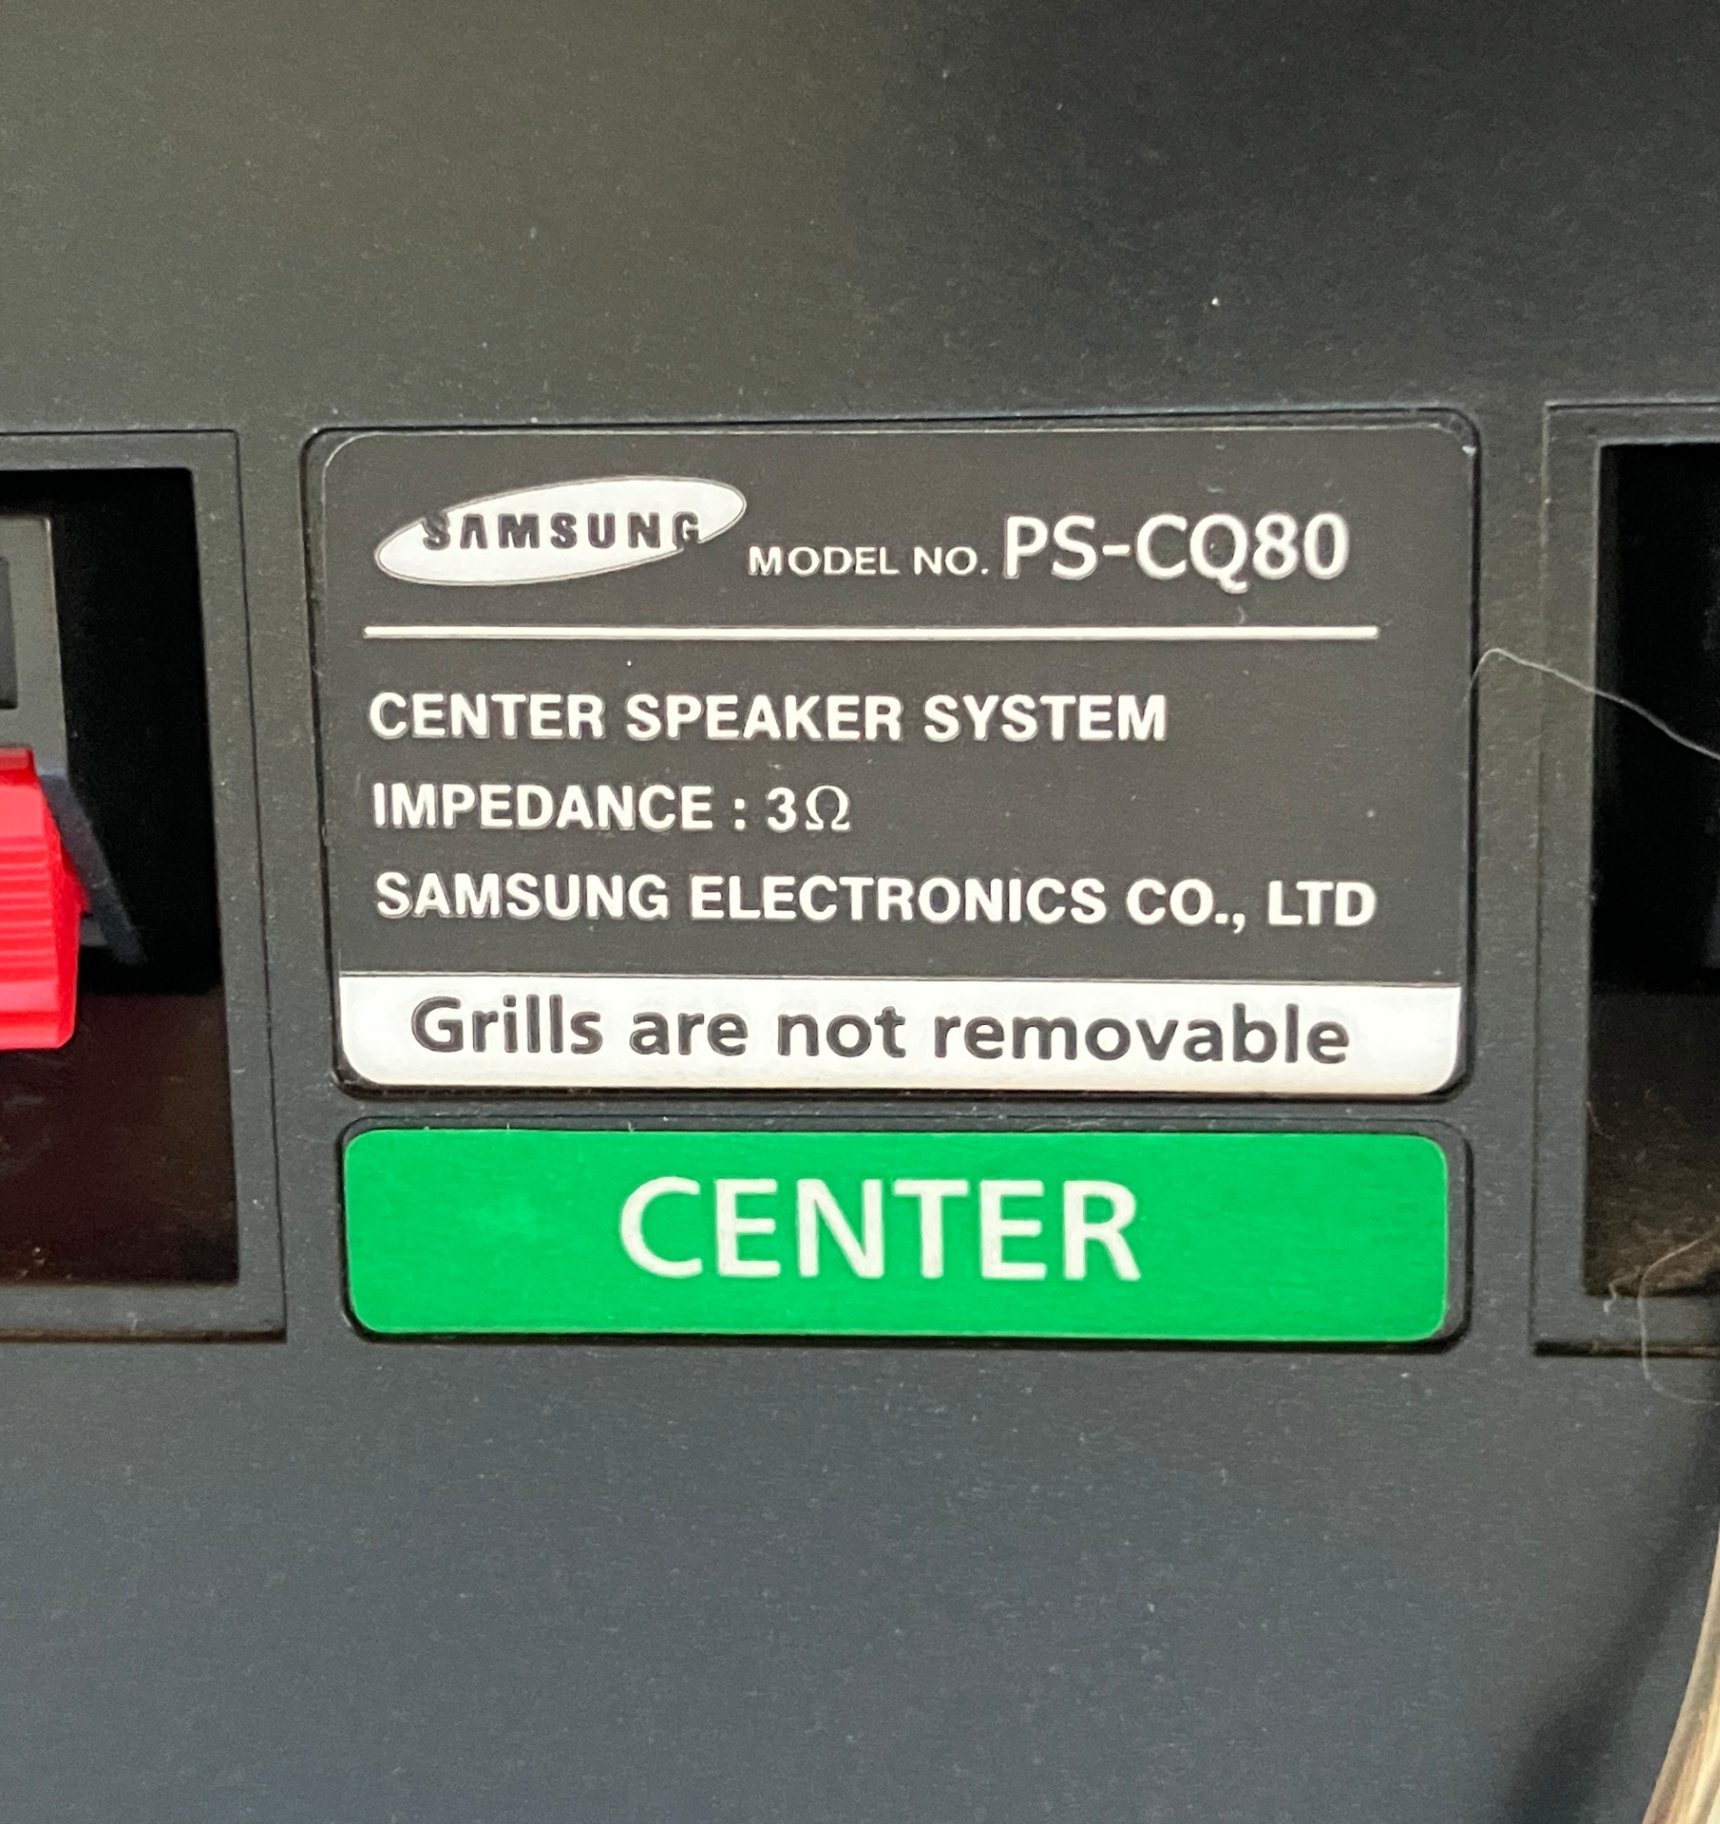 SAMSUNG MODEL NO. PS-CQ80
CENTER SPEAKER SYSTEM
IMPEDANCE : 3Ω
SAMSUNG ELECTRONICS CO., LTD
Grills are not removable
CENTER